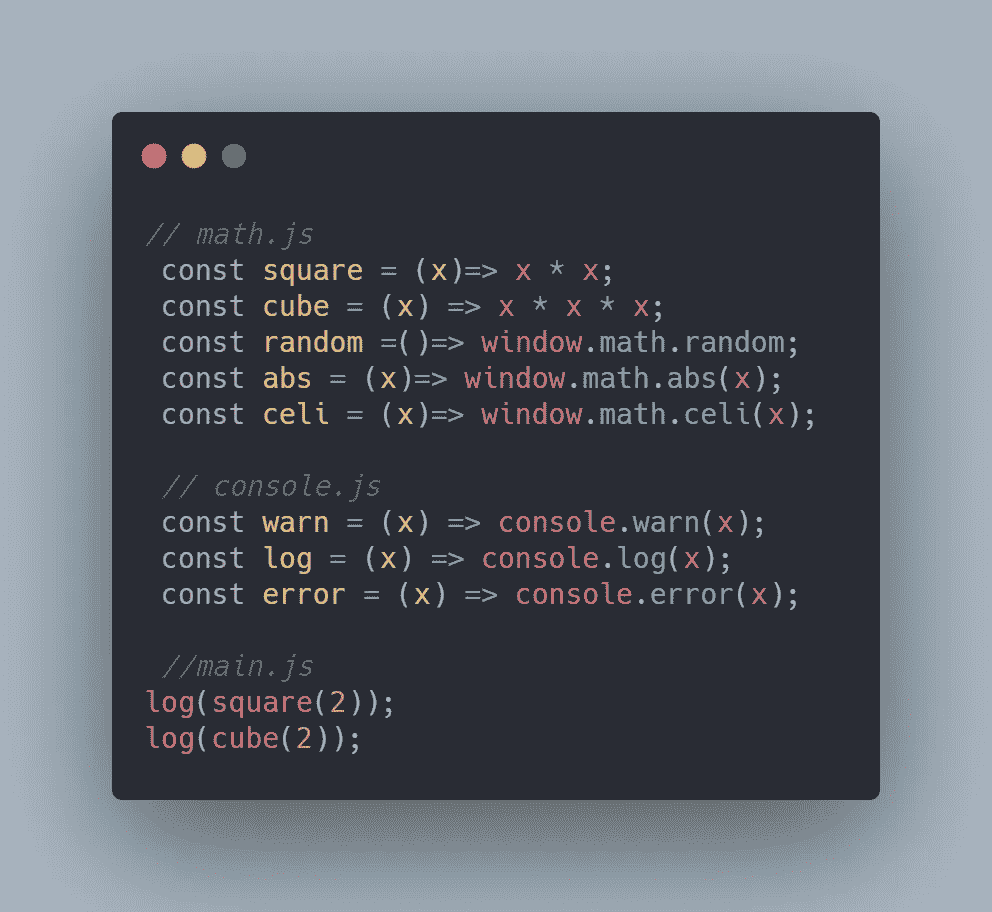 // math.js
const square = (x)=> x * x;
const cube = (x) => x * x * x;
const random =()=> window.math.random;
const abs = (x)=> window.math.abs(x);
const celi = (x)=> window.math.celi(x);
// console.js
const warn = (x) => console.warn(x);
const log = (x) => console.log(x);
const error = (x) => console.error(x);
//main.js
log(square(2));
log(cube(2));